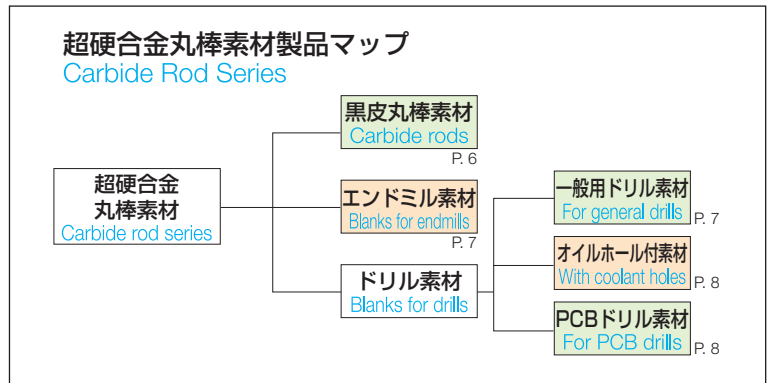 超硬合金丸棒素材製品マップ
Carbide Rod Series
黒皮丸棒素材
Carbide rods
P. 6
超硬合金
丸棒素材
Carbide rod series
エンドミル素材
Blanks for endmills
P. 7
ドリル素材
Blanks for drills
一般用ドリル素材
For general drills
P. 7
オイルホール付素材
With coolant holes
P. 8
PCBドリル素材
For PCB drills
P. 8